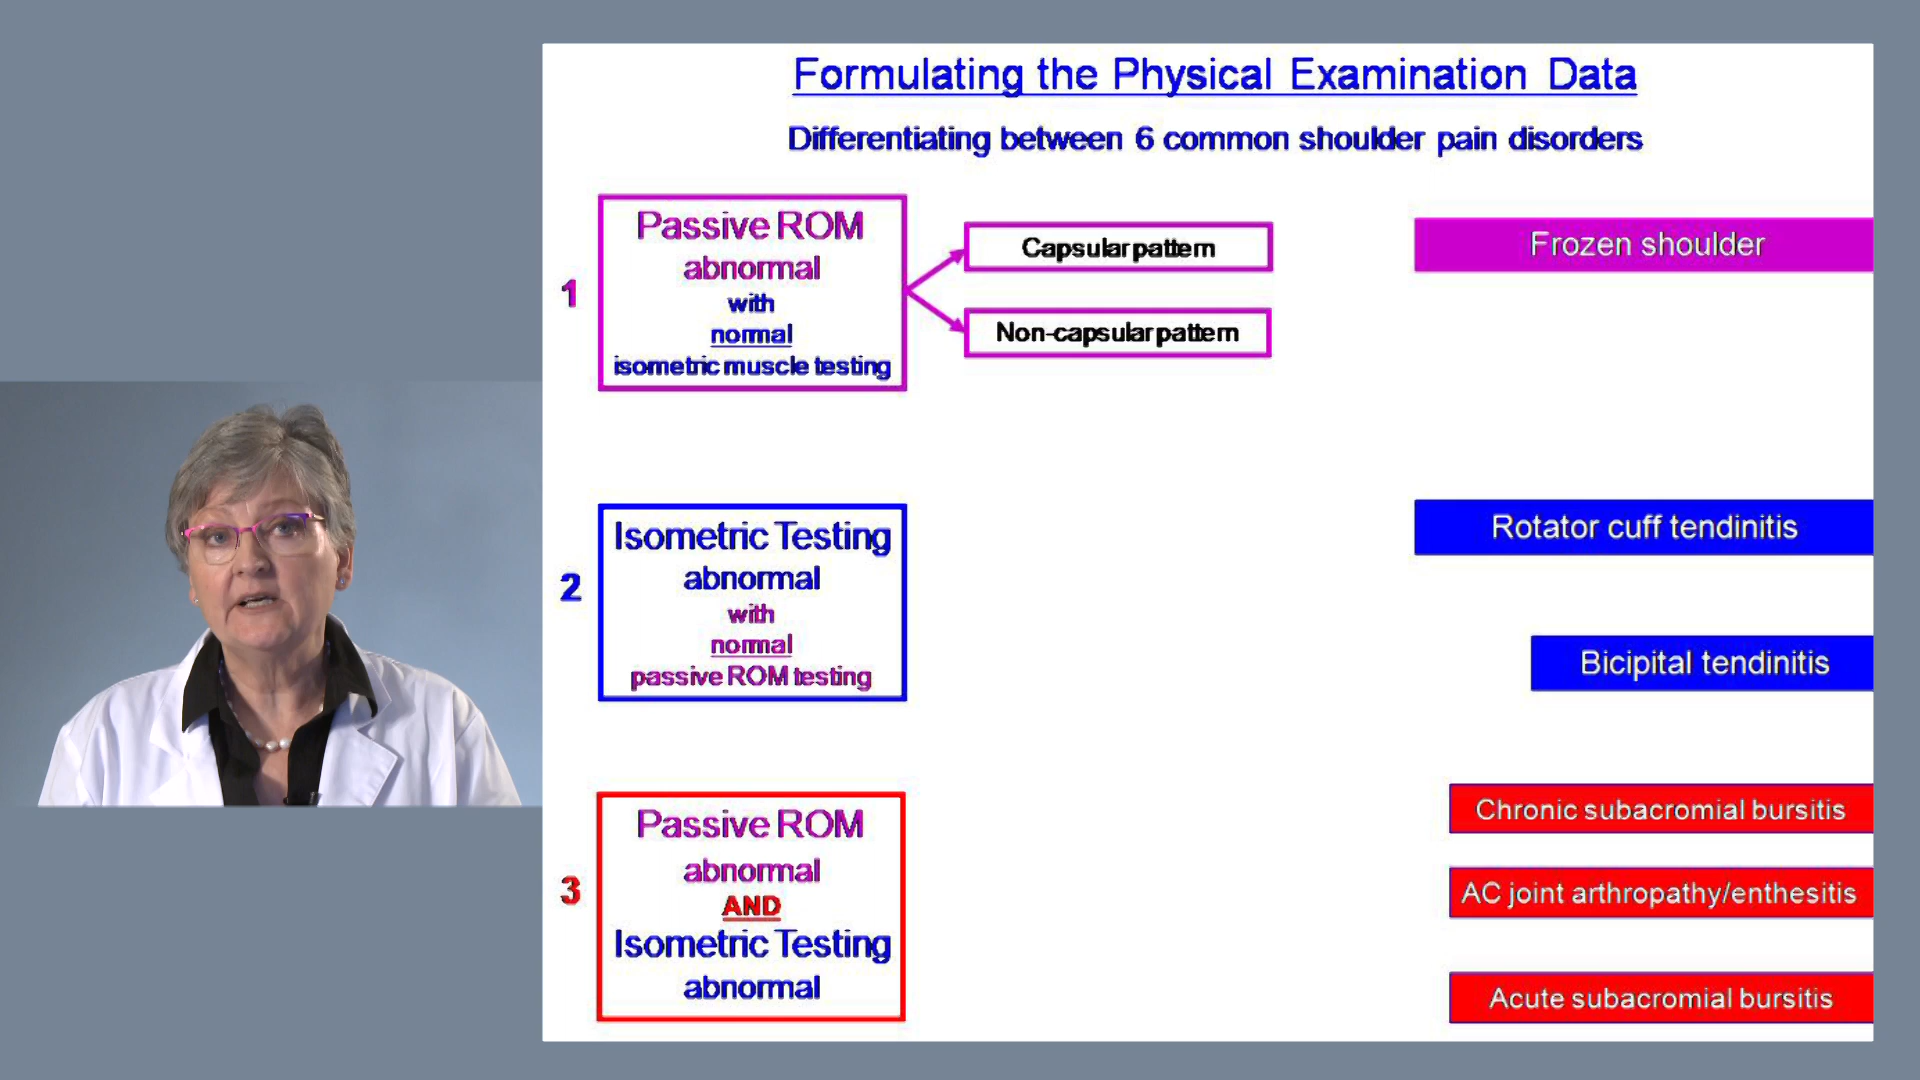 Formulating the Physical Examination Data
Differentiating between 6 common shoulder pain disorders
1
Passive ROM
abnormal
with
normal
isometric muscle testing
Capsular pattern
Non-capsular pattern
Frozen shoulder
2
Isometric Testing
abnormal
with
normal
passive ROM testing
Rotator cuff tendinitis
Bicipital tendinitis
3
Passive ROM
abnormal
AND
Isometric Testing
abnormal
Chronic subacromial bursitis
AC joint arthropathy/enthesitis
Acute subacromial bursitis